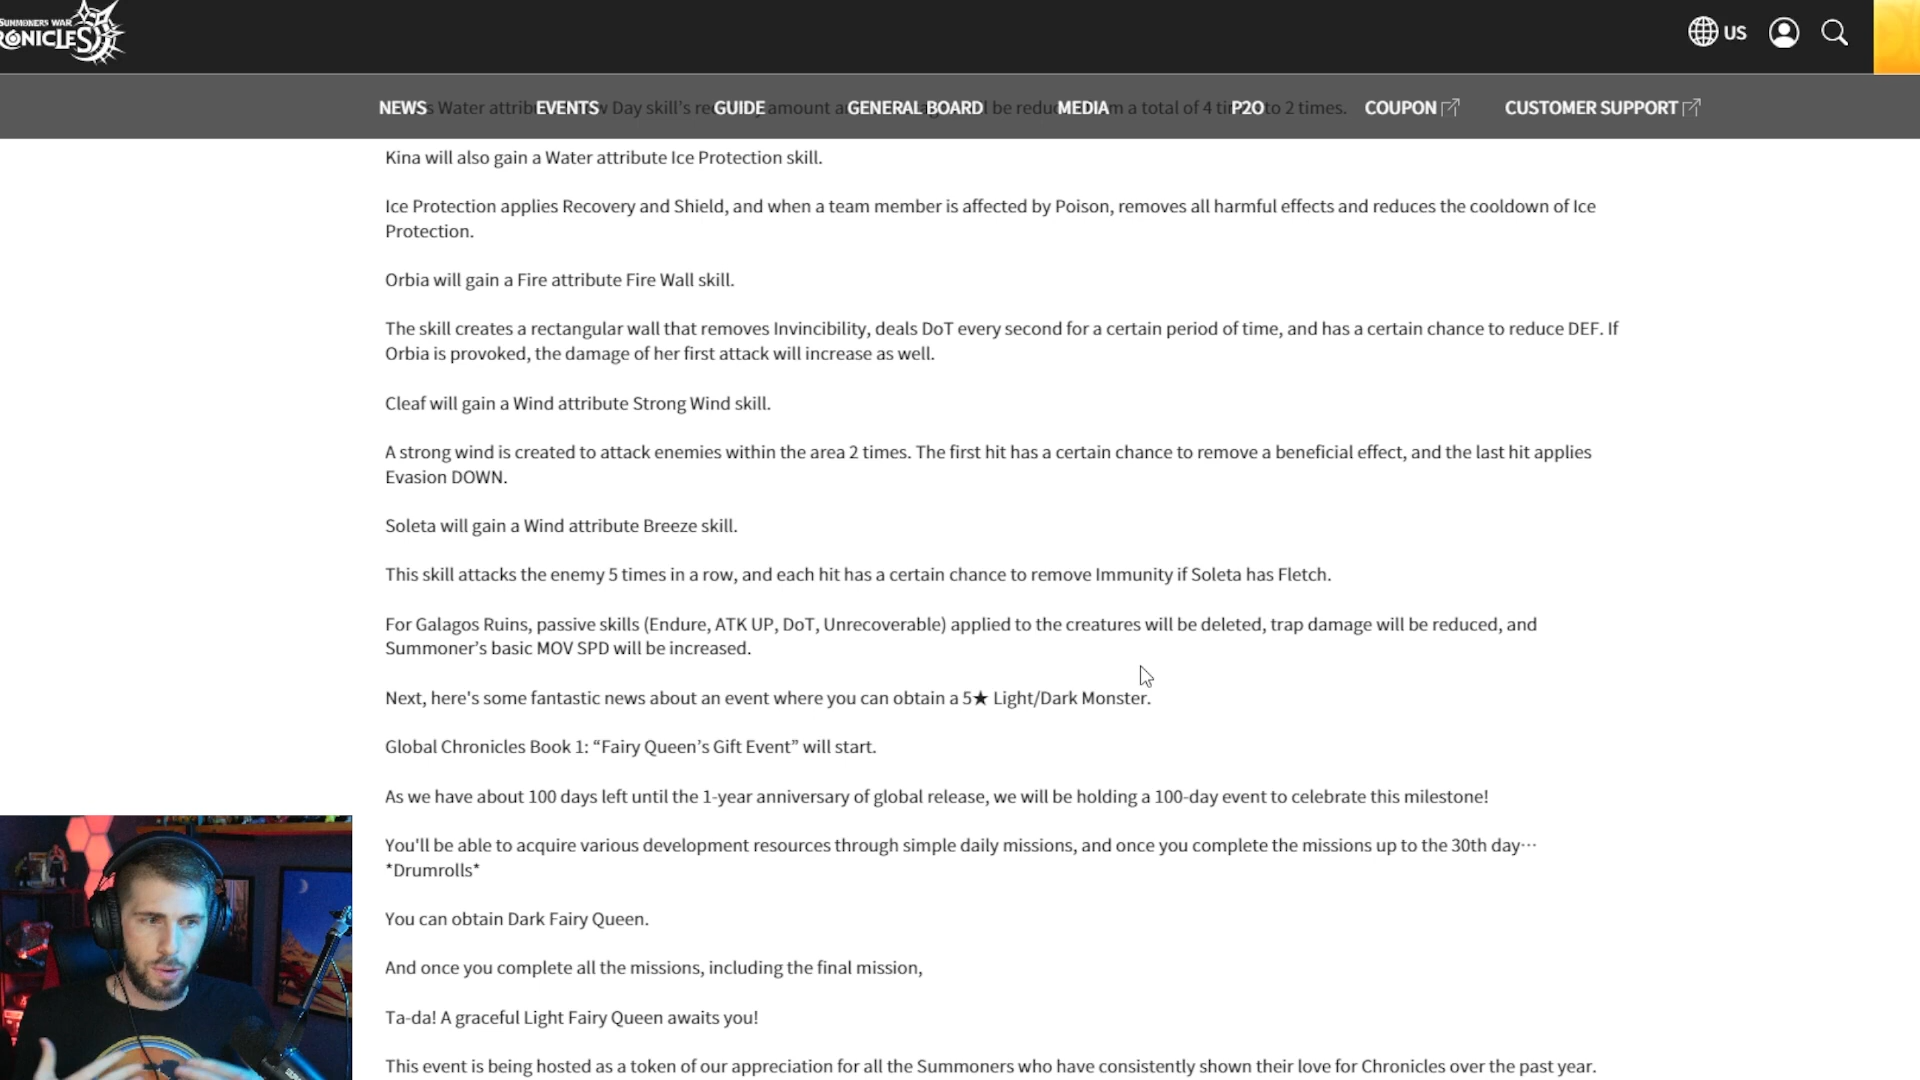 SUMMONERS WAR
RONICLES
US
NEWS EVENTS GUIDE GENERAL BOARD MEDIA P2O COUPON CUSTOMER SUPPORT
Water Day skill's amount a total of 4 to 2 times.
Kina will also gain a Water attribute Ice Protection skill.
Ice Protection applies Recovery and Shield, and when a team member is affected by Poison, removes all harmful effects and reduces the cooldown of Ice
Protection.
Orbia will gain a Fire attribute Fire Wall skill.
The skill creates a rectangular wall that removes Invincibility, deals DoT every second for a certain period of time, and has a certain chance to reduce DEF. If
Orbia is provoked, the damage of her first attack will increase as well.
Cleaf will gain a Wind attribute Strong Wind skill.
A strong wind is created to attack enemies within the area 2 times. The first hit has a certain chance to remove a beneficial effect, and the last hit applies
Evasion DOWN.
Soleta will gain a Wind attribute Breeze skill.
This skill attacks the enemy 5 times in a row, and each hit has a certain chance to remove Immunity if Soleta has Fletch.
For Galagos Ruins, passive skills (Endure, ATK UP, DoT, Unrecoverable) applied to the creatures will be deleted, trap damage will be reduced, and
Summoner's basic MOV SPD will be increased.
Next, here's some fantastic news about an event where you can obtain a 5★ Light/Dark Monster.
Global Chronicles Book 1: “Fairy Queen’s Gift Event” will start.
As we have about 100 days left until the 1-year anniversary of global release, we will be holding a 100-day event to celebrate this milestone!
You'll be able to acquire various development resources through simple daily missions, and once you complete the missions up to the 30th day…
*Drumrolls*
You can obtain Dark Fairy Queen.
And once you complete all the missions, including the final mission,
Ta-da! A graceful Light Fairy Queen awaits you!
This event is being hosted as a token of our appreciation for all the Summoners who have consistently shown their love for Chronicles over the past year.